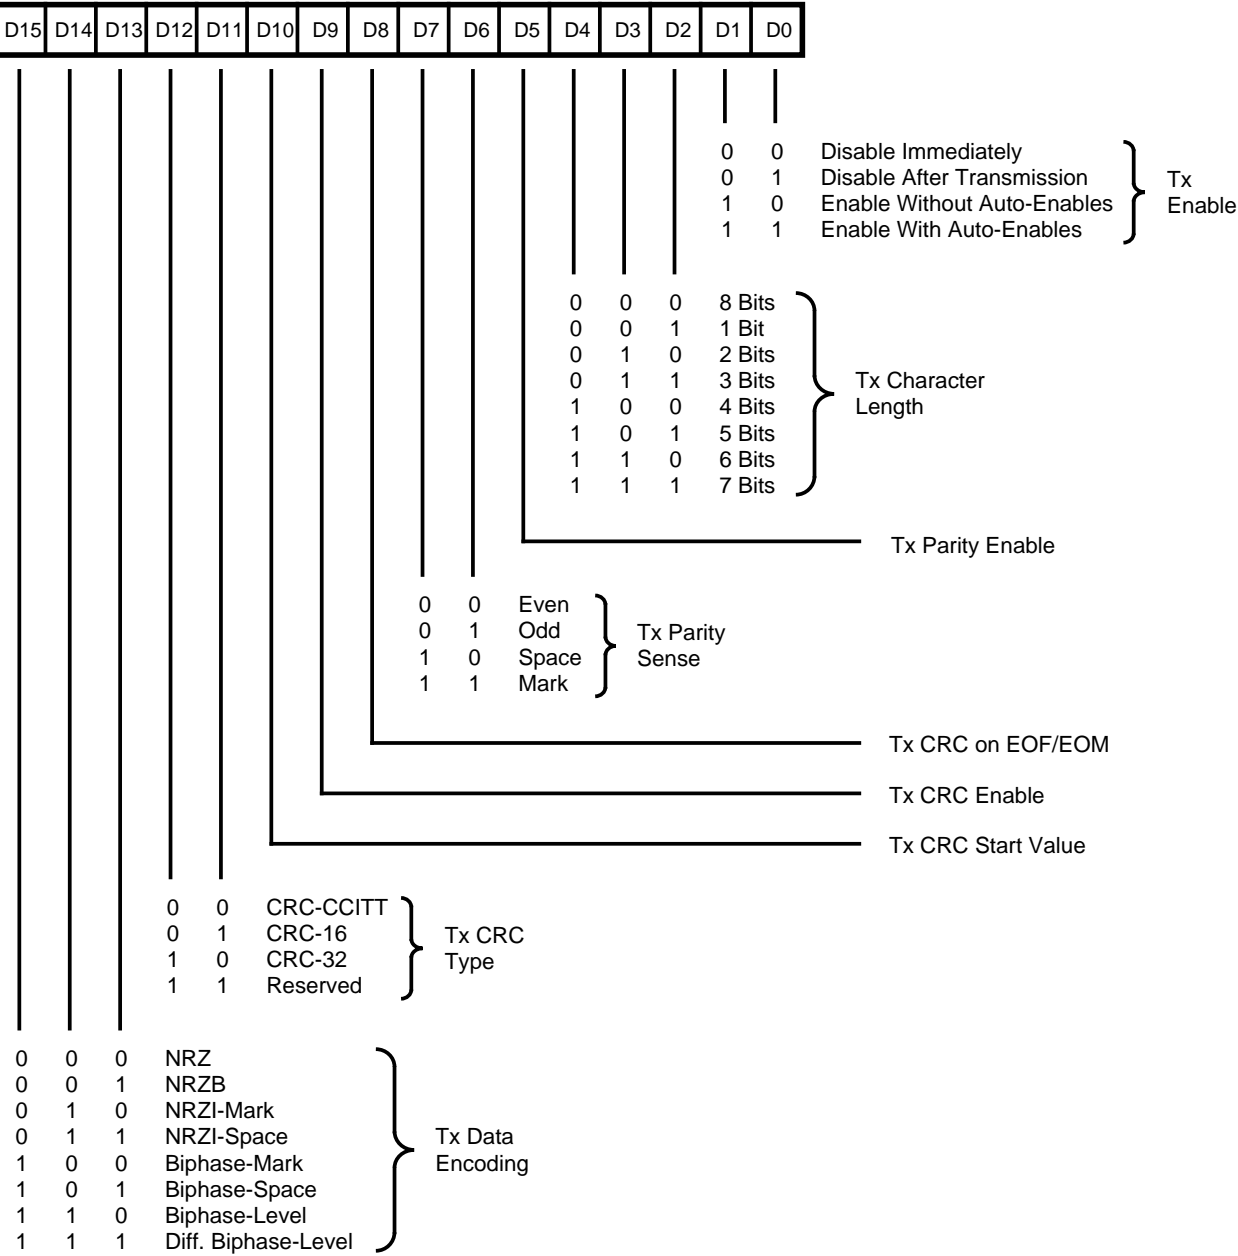 D15 D14 D13 D12 D11 D10 D9 D8 D7 D6 D5 D4 D3 D2 D1 D0
0 0 Disable Immediately
0 1 Disable After Transmission
1 0 Enable Without Auto-Enables
1 1 Enable With Auto-Enables
Tx
Enable
0 0 0 8 Bits
0 0 1 1 Bit
0 1 0 2 Bits
0 1 1 3 Bits
1 0 0 4 Bits
1 0 1 5 Bits
1 1 0 6 Bits
1 1 1 7 Bits
Tx Character
Length
Tx Parity Enable
0 0 Even
0 1 Odd
1 0 Space
1 1 Mark
Tx Parity
Sense
Tx CRC on EOF/EOM
Tx CRC Enable
Tx CRC Start Value
0 0 CRC-CCITT
0 1 CRC-16
1 0 CRC-32
1 1 Reserved
Tx CRC
Type
0 0 0 NRZ
0 0 1 NRZB
0 1 0 NRZI-Mark
0 1 1 NRZI-Space
1 0 0 Biphase-Mark
1 0 1 Biphase-Space
1 1 0 Biphase-Level
1 1 1 Diff. Biphase-Level
Tx Data
Encoding